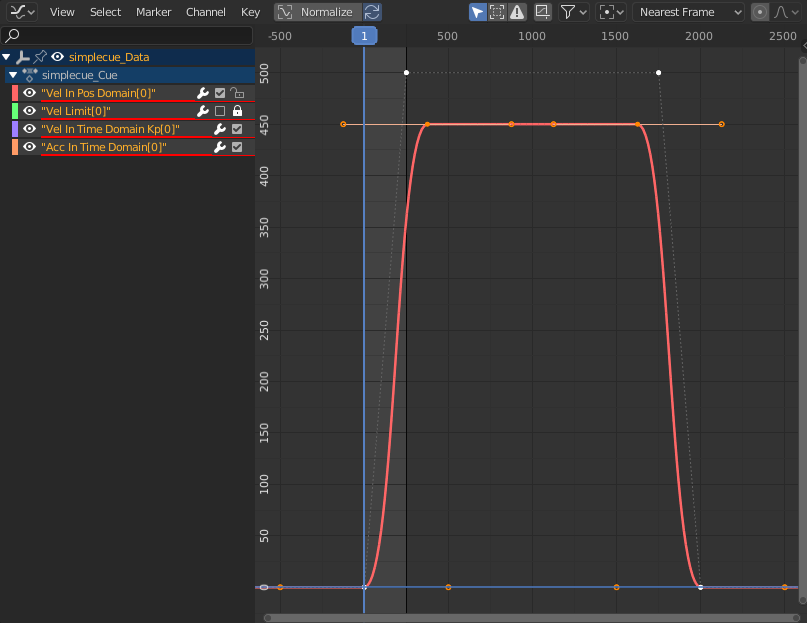 View Select Marker Channel Key Normalize Nearest Frame
-500 1 500 1000 1500 2000 2500
simplecue_Data
simplecue_Cue
"Vel In Pos Domain[0]"
"Vel Limit[0]"
"Vel In Time Domain Kp[0]"
"Acc In Time Domain[0]"
500
450
400
350
300
250
200
150
100
50
0